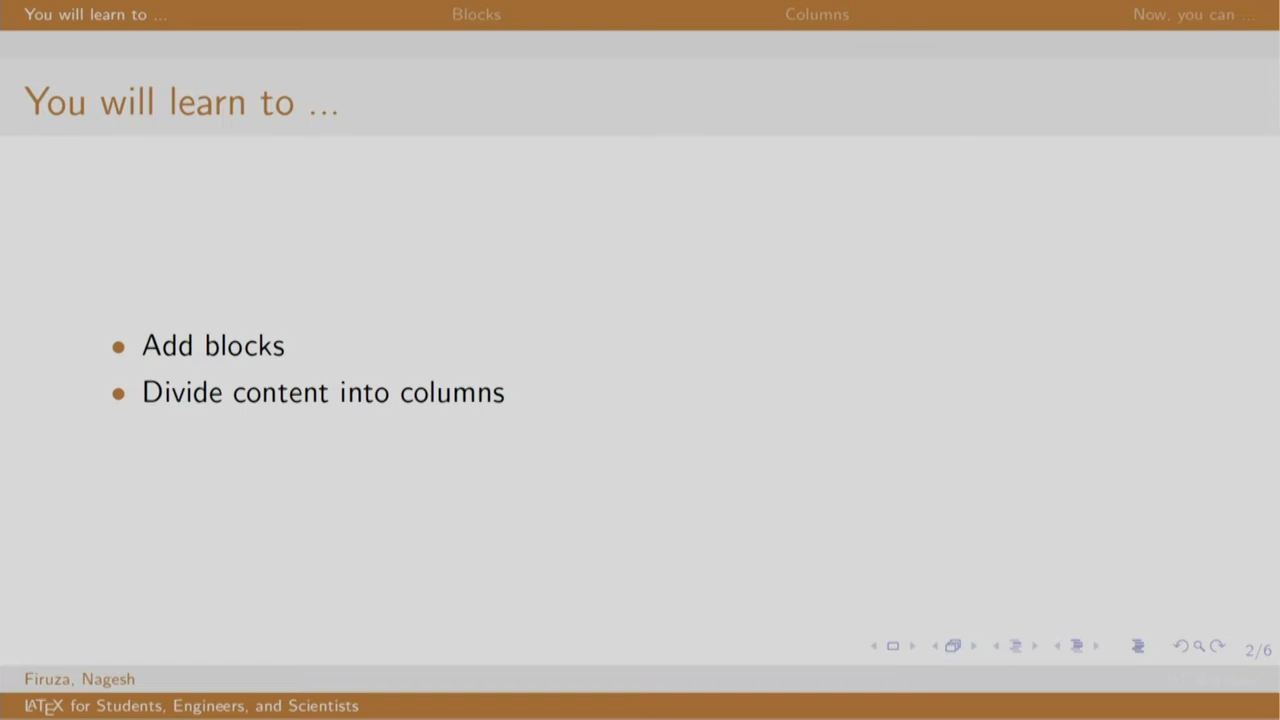 You will learn to ... Blocks Columns Now, you can ...
You will learn to ...
• Add blocks
• Divide content into columns
2/6
Firuza, Nagesh
LATEX for Students, Engineers, and Scientists